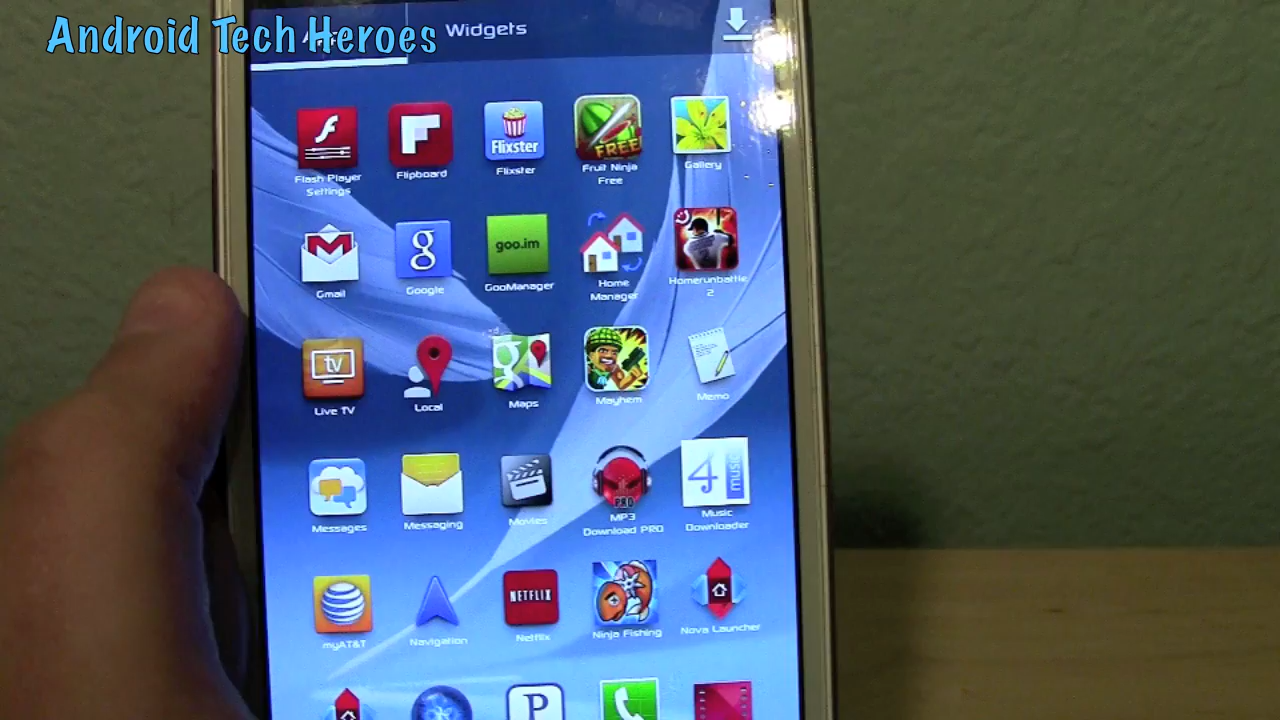 Android Tech Heroes
Widgets
Flash Player
Settings
Flipboard
Flixster
Flixster
FREE
Fruit Ninja
Free
Gallery
Gmail
g
Google
goo.im
GooManager
Home
Manager
Homerunbattle
2
tv
Live TV
Local
g
Maps
Mayhem
Memo
Messages
Messaging
Movies
PRO
MP3
Download PRO
4
music
Music
Downloader
myAT&T
Navigation
NETFLIX
Netflix
Ninja Fishing
Nova Launcher
P